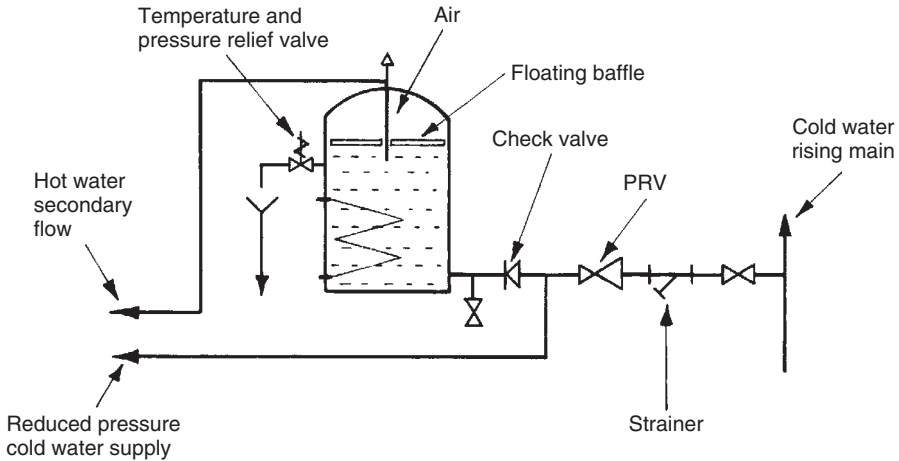 Temperature and
pressure relief valve
Air
Floating baffle
Check valve
Cold water
rising main
PRV
Hot water
secondary
flow
Strainer
Reduced pressure
cold water supply